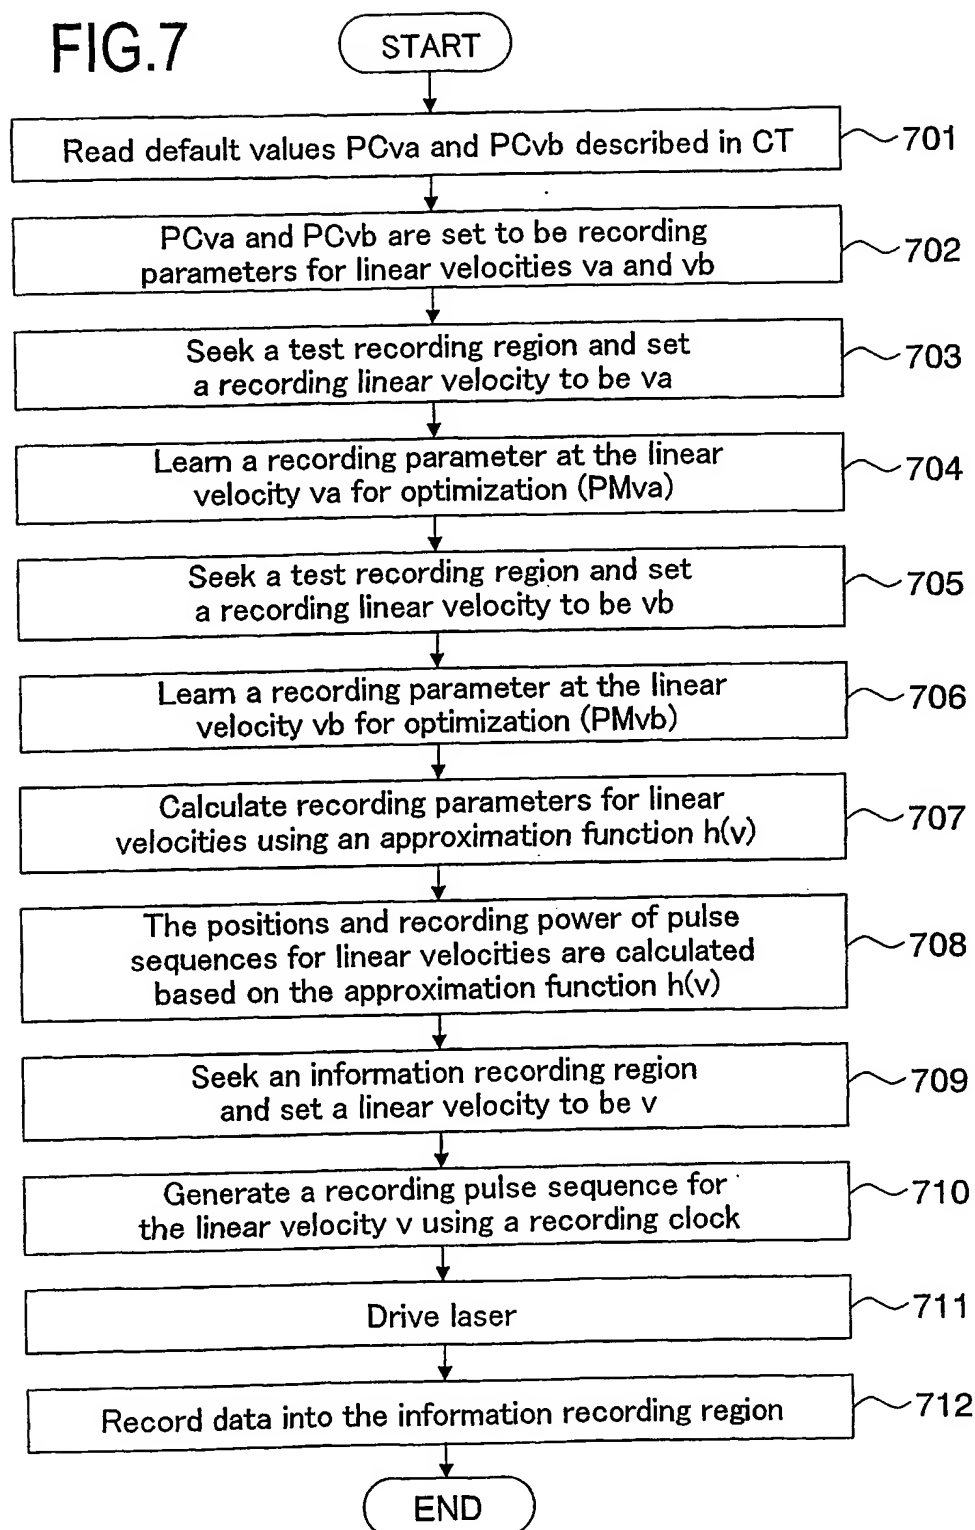 FIG.7
START
Read default values PCva and PCvb described in CT
701
PCva and PCvb are set to be recording
parameters for linear velocities va and vb
702
Seek a test recording region and set
a recording linear velocity to be va
703
Learn a recording parameter at the linear
velocity va for optimization (PMva)
704
Seek a test recording region and set
a recording linear velocity to be vb
705
Learn a recording parameter at the linear
velocity vb for optimization (PMvb)
706
Calculate recording parameters for linear
velocities using an approximation function h(v)
707
The positions and recording power of pulse
sequences for linear velocities are calculated
based on the approximation function h(v)
708
Seek an information recording region
and set a linear velocity to be v
709
Generate a recording pulse sequence for
the linear velocity v using a recording clock
710
Drive laser
711
Record data into the information recording region
712
END